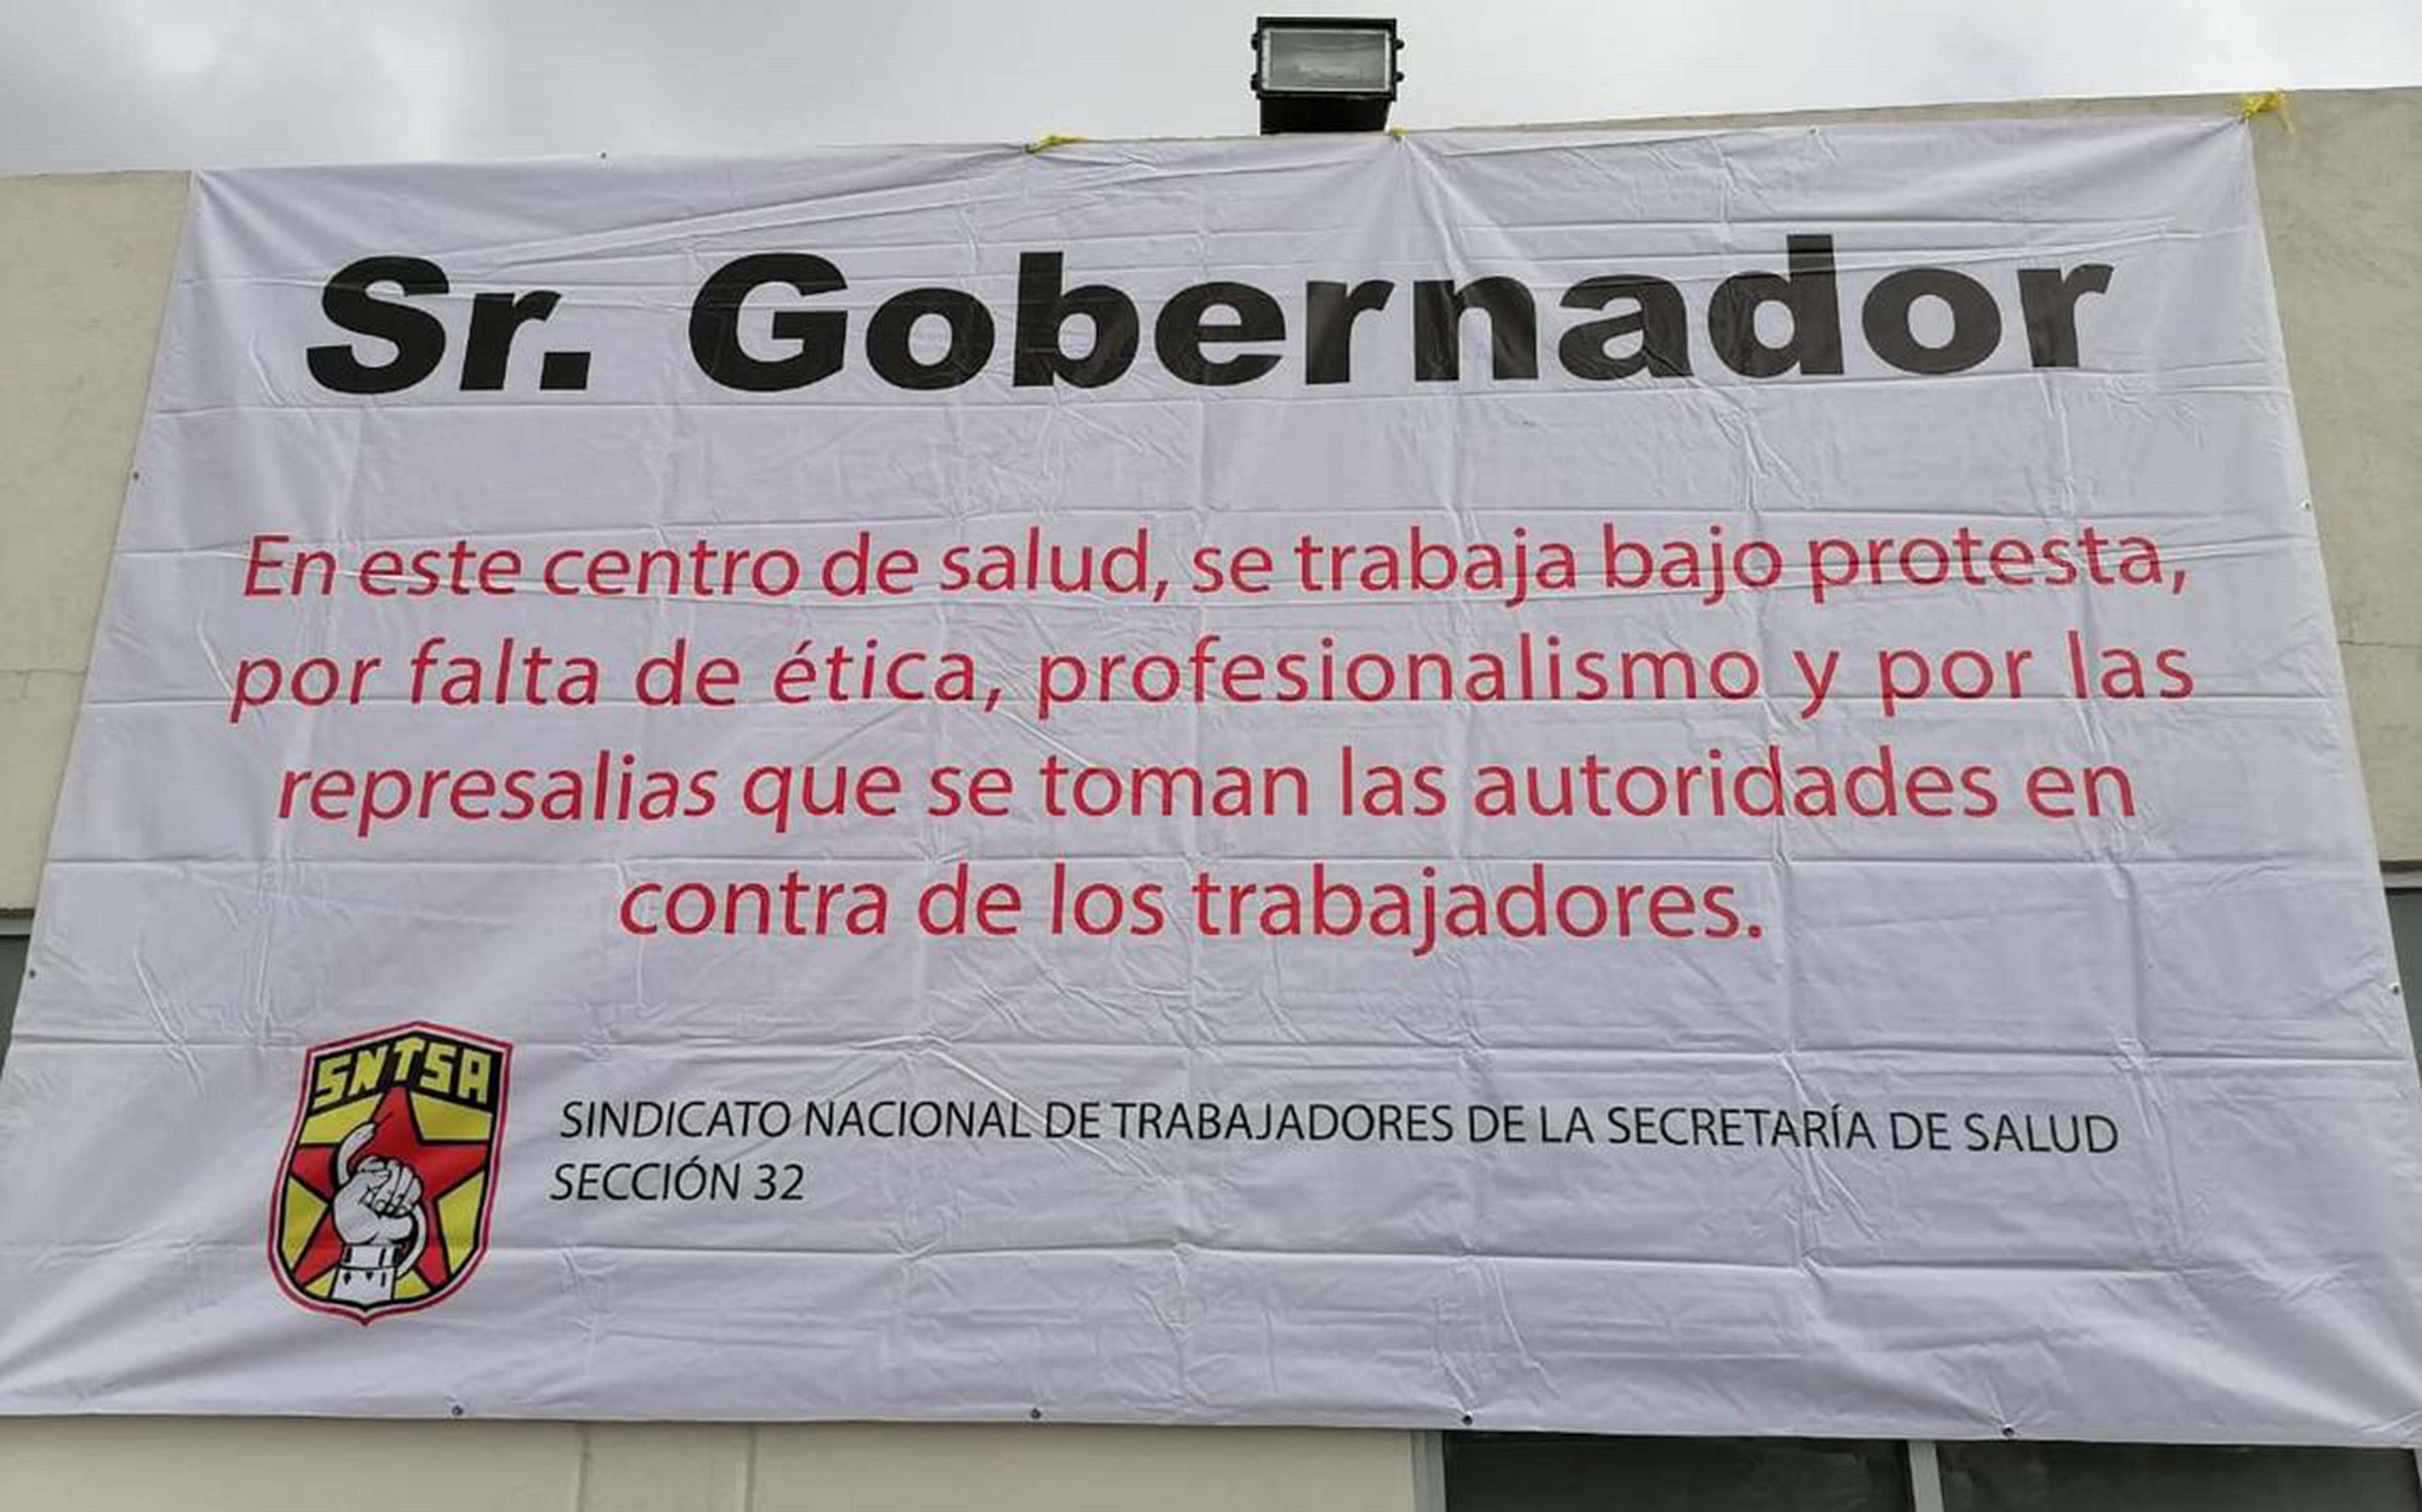 Sr. Gobernador
En este centro de salud, se trabaja bajo protesta,
por falta de ética, profesionalismo y por las
represalias que se toman las autoridades en
contra de los trabajadores.
SNTSA
SINDICATO NACIONAL DE TRABAJADORES DE LA SECRETARÍA DE SALUD
SECCIÓN 32